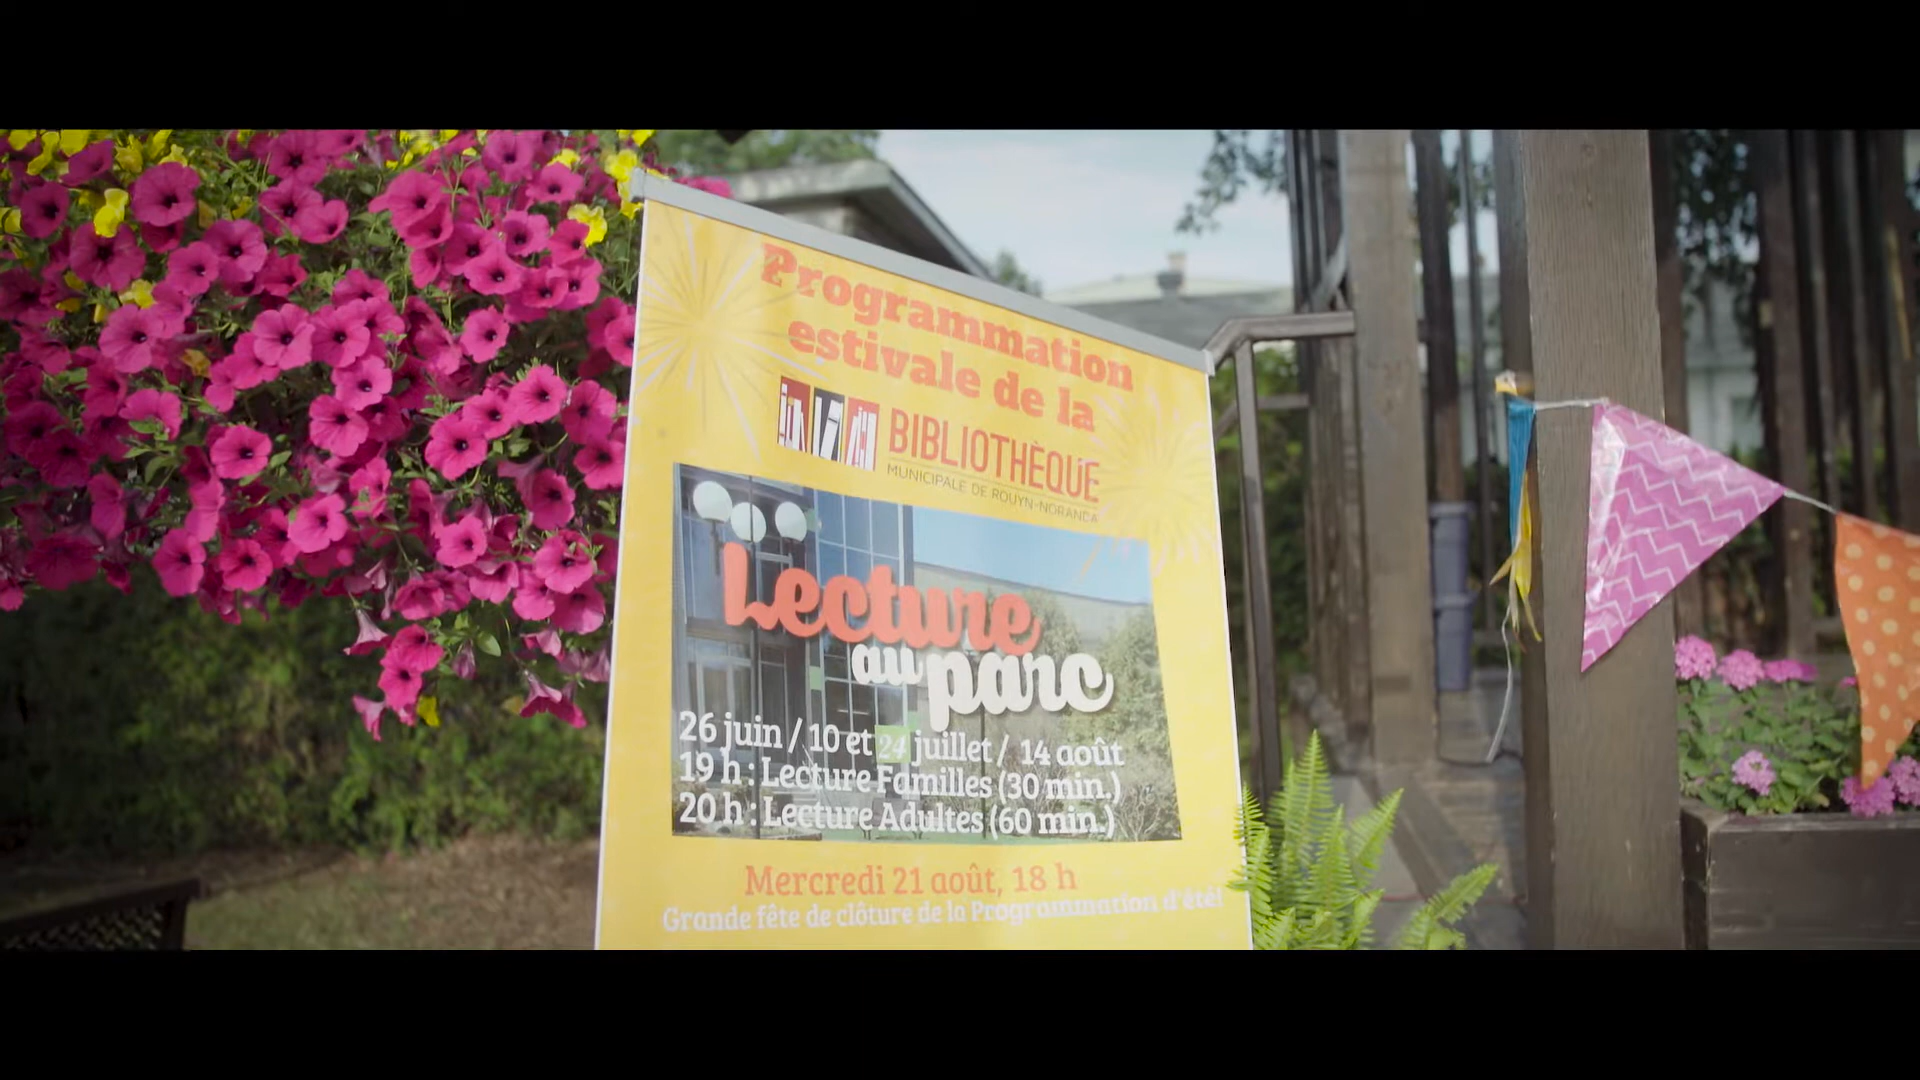 Programmation
estivale de la
BIBLIOTHÈQUE
MUNICIPALE DE ROUYN-NORANDA
Lecture
au parc
26 juin / 10 et 24 juillet / 14 août
19 h : Lecture Familles (30 min.)
20 h : Lecture Adultes (60 min.)
Mercredi 21 août, 18 h
Grande fête de clôture de la Programmation d'été!